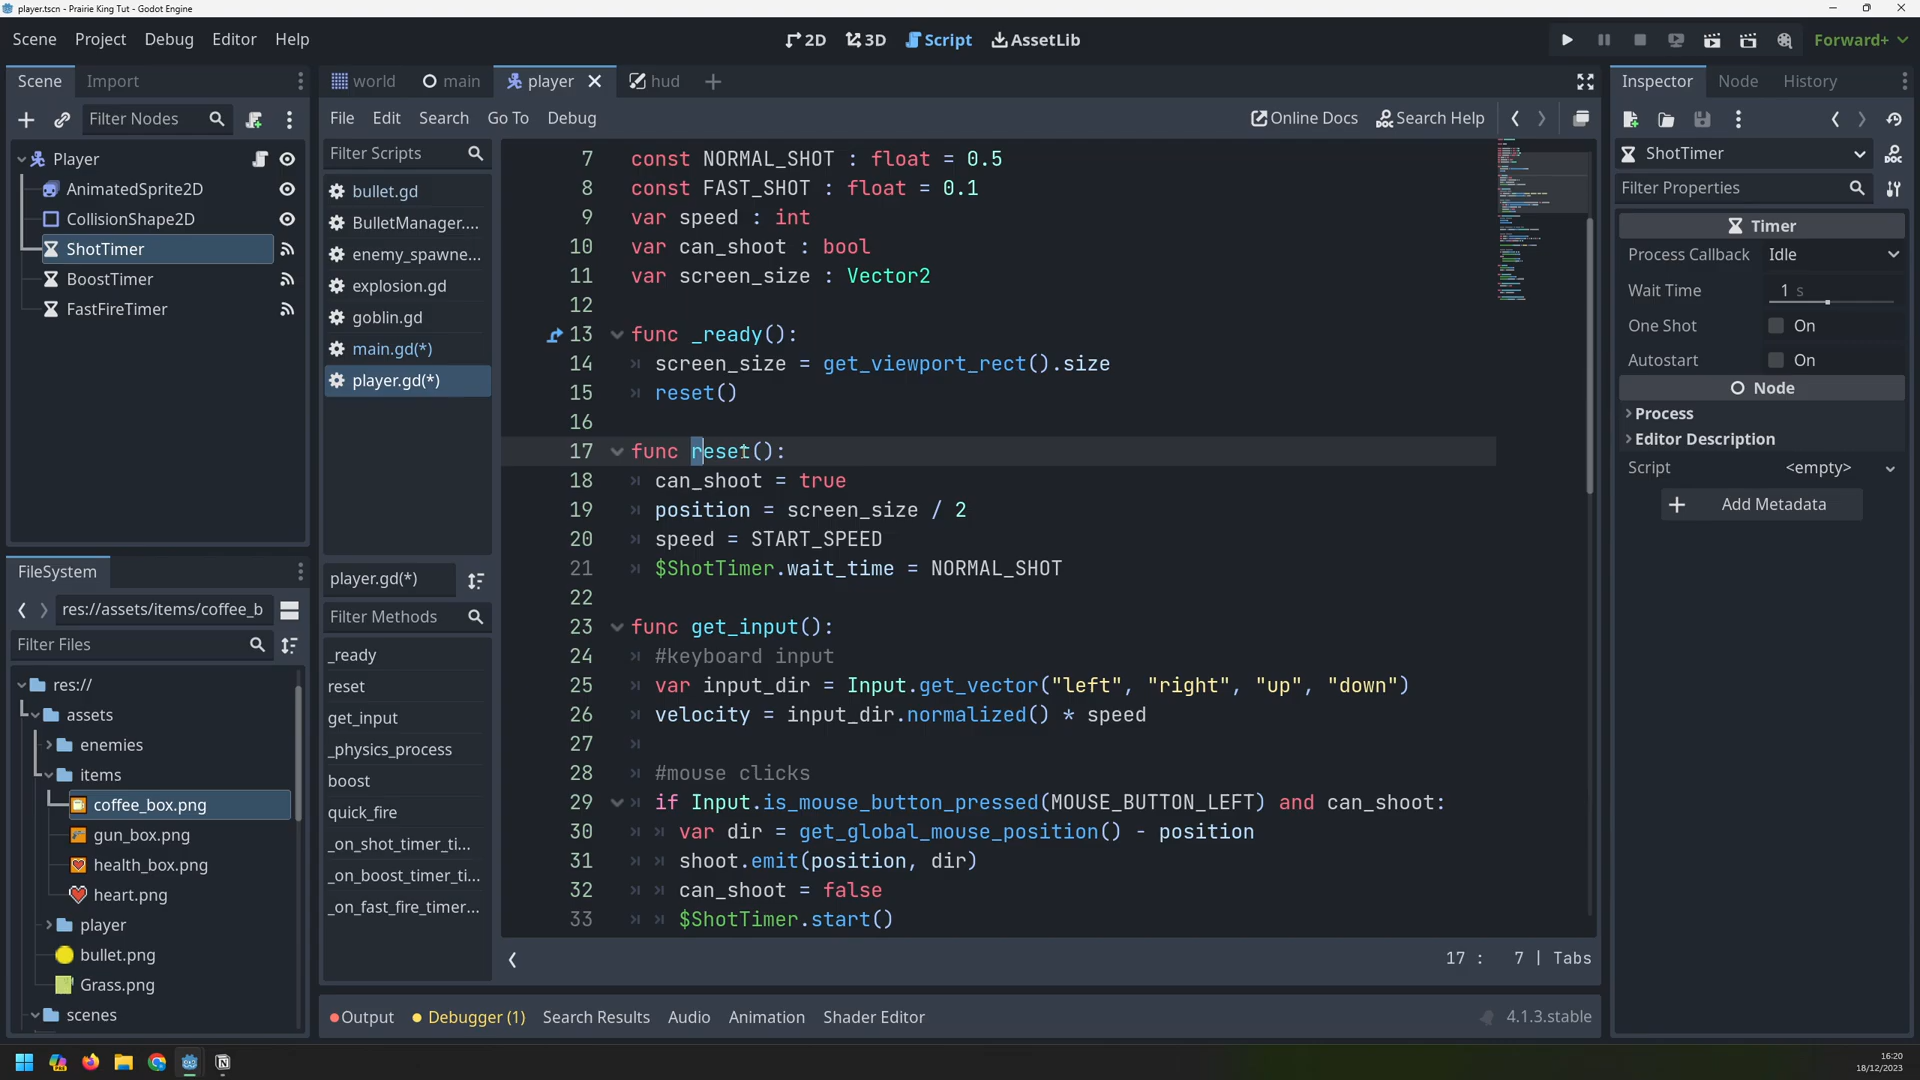 player.tscn - Prairie King Tut - Godot Engine
Scene Project Debug Editor Help
2D 3D Script AssetLib
Forward+
Scene Import
world main player hud
Inspector Node History
Filter Nodes
File Edit Search Go To Debug
Online Docs Search Help
Player
AnimatedSprite2D
CollisionShape2D
ShotTimer
BoostTimer
FastFireTimer
Filter Scripts
bullet.gd
BulletManager....
enemy_spawne...
explosion.gd
goblin.gd
main.gd(*)
player.gd(*)
player.gd(*)
Filter Methods
_ready
reset
get_input
_physics_process
boost
quick_fire
_on_shot_timer_ti...
_on_boost_timer_ti...
_on_fast_fire_timer...
7 const NORMAL_SHOT : float = 0.5
8 const FAST_SHOT : float = 0.1
9 var speed : int
10 var can_shoot : bool
11 var screen_size : Vector2
12
13 func _ready():
14 screen_size = get_viewport_rect().size
15 reset()
16
17 func reset():
18 can_shoot = true
19 position = screen_size / 2
20 speed = START_SPEED
21 $ShotTimer.wait_time = NORMAL_SHOT
22
23 func get_input():
24 #keyboard input
25 var input_dir = Input.get_vector("left", "right", "up", "down")
26 velocity = input_dir.normalized() * speed
27
28 #mouse clicks
29 if Input.is_mouse_button_pressed(MOUSE_BUTTON_LEFT) and can_shoot:
30 var dir = get_global_mouse_position() - position
31 shoot.emit(position, dir)
32 can_shoot = false
33 $ShotTimer.start()
17 : 7 | Tabs
Output Debugger (1) Search Results Audio Animation Shader Editor
4.1.3.stable
ShotTimer
Filter Properties
Timer
Process Callback Idle
Wait Time 1 s
One Shot On
Autostart On
Node
Process
Editor Description
Script <empty>
Add Metadata
FileSystem
res://assets/items/coffee_b
Filter Files
res://
assets
enemies
items
coffee_box.png
gun_box.png
health_box.png
heart.png
player
bullet.png
Grass.png
scenes
16:20
18/12/2023